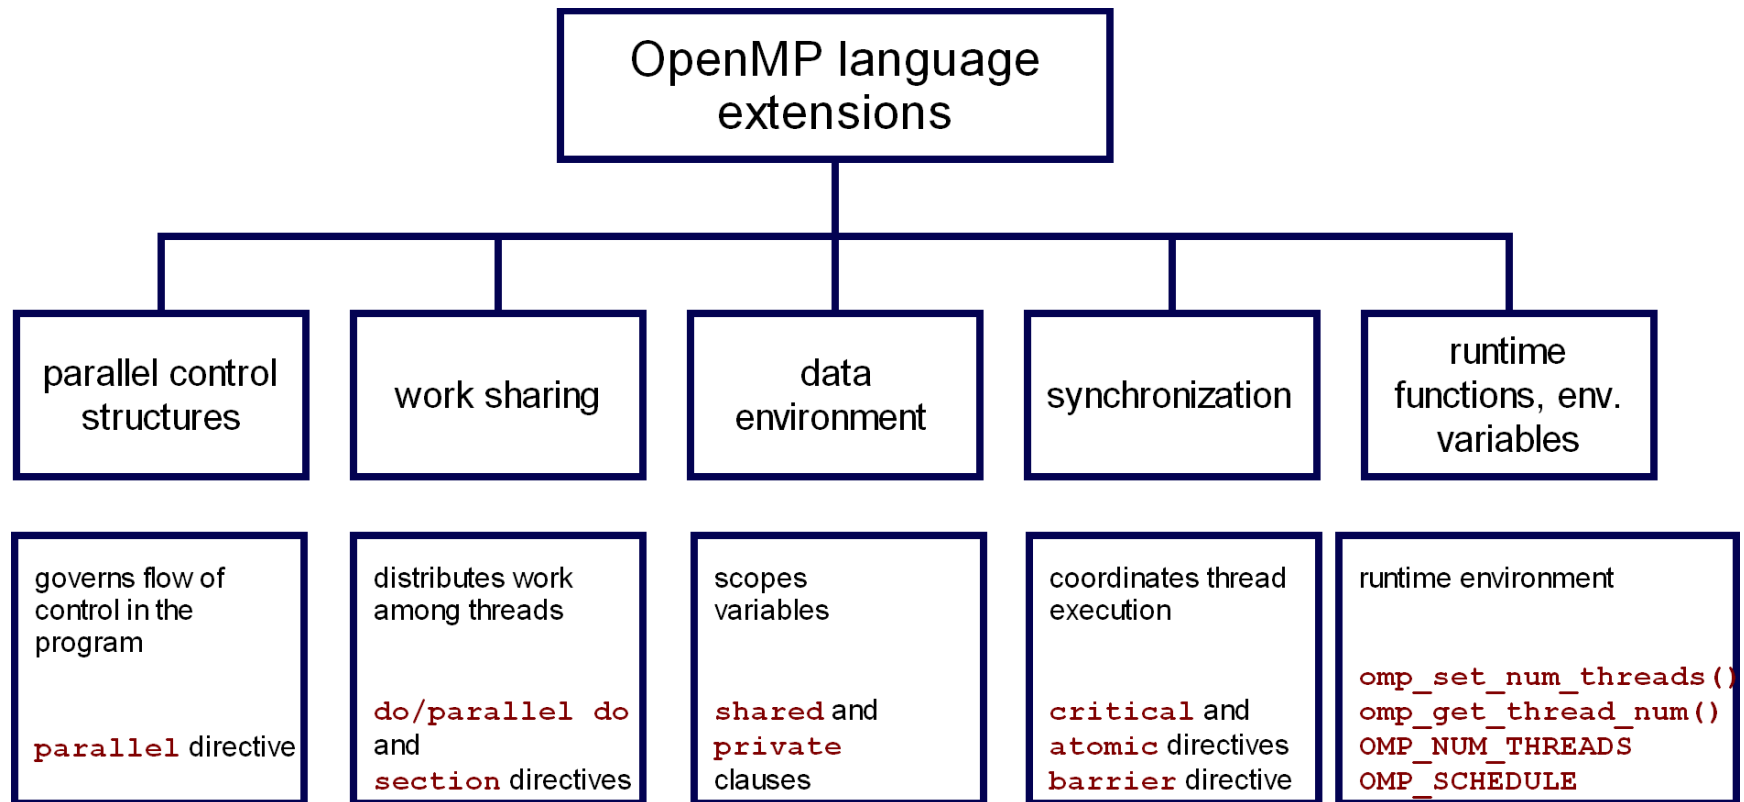 OpenMP language
extensions
parallel control
structures
work sharing
data
environment
synchronization
runtime
functions, env.
variables
governs flow of
control in the
program
parallel directive
distributes work
among threads
do/parallel do
and
section directives
scopes
variables
shared and
private
clauses
coordinates thread
execution
critical and
atomic directives
barrier directive
runtime environment
omp_set_num_threads()
omp_get_thread_num()
OMP_NUM_THREADS
OMP_SCHEDULE